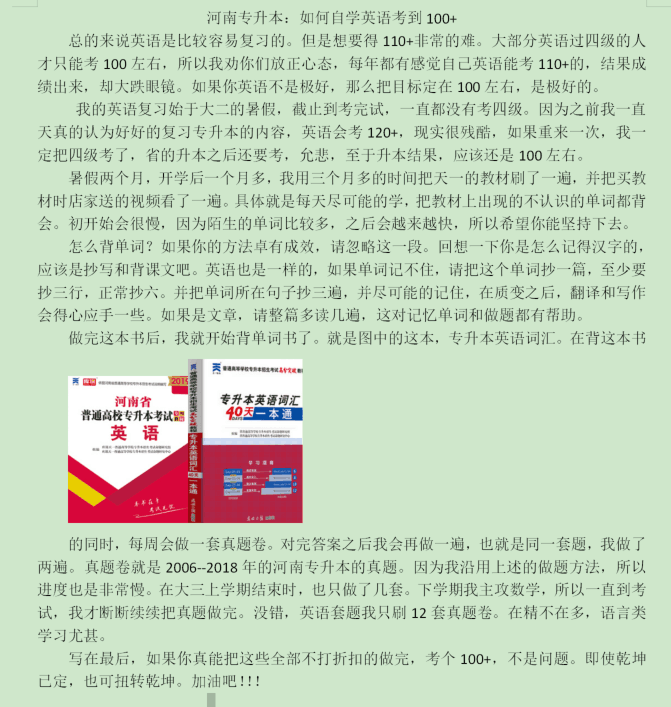 河南专升本：如何自学英语考到 100+
总的来说英语是比较容易复习的。但是想要得 110+非常的难。大部分英语过四级的人
才只能考 100 左右，所以我劝你们放正心态，每年都有感觉自己英语能考 110+的，结果成
绩出来，却大跌眼镜。如果你英语不是极好，那么把目标定在 100 左右，是极好的。
我的英语复习始于大二的暑假，截止到考完试，一直都没有考四级。因为之前我一直
天真的认为好好的复习专升本的内容，英语会考 120+，现实很残酷，如果重来一次，我一
定把四级考了，省的升本之后还要考，允悲，至于升本结果，应该还是 100 左右。
暑假两个月，开学后一个月多，我用三个月多的时间把天一的教材刷了一遍，并把买教
材时店家送的视频看了一遍。具体就是每天尽可能的学，把教材上出现的不认识的单词都背
会。初开始会很慢，因为陌生的单词比较多，之后会越来越快，所以希望你能坚持下去。
怎么背单词？如果你的方法卓有成效，请忽略这一段。回想一下你是怎么记得汉字的，
应该是抄写和背课文吧。英语也是一样的，如果单词记不住，请把这个单词抄一篇，至少要
抄三行，正常抄六。并把单词所在句子抄三遍，并尽可能的记住，在质变之后，翻译和写作
会得心应手一些。如果是文章，请整篇多读几遍，这对记忆单词和做题都有帮助。
做完这本书后，我就开始背单词书了。就是图中的这本，专升本英语词汇。在背这本书
天一
2019
河南省
普通高校专升本考试
英 语
普通高等学校专升本招生考试
专升本英语词汇
40天一本通
DAYS
学习指南
专升本英语词汇
一本通
的同时，每周会做一套真题卷。对完答案之后我会再做一遍，也就是同一套题，我做了
两遍。真题卷就是 2006--2018 年的河南专升本的真题。因为我沿用上述的做题方法，所以
进度也是非常慢。在大三上学期结束时，也只做了几套。下学期我主攻数学，所以一直到考
试，我才断断续续把真题做完。没错，英语套题我只刷 12 套真题卷。在精不在多，语言类
学习尤甚。
写在最后，如果你真能把这些全部不打折扣的做完，考个 100+，不是问题。即使乾坤
已定，也可扭转乾坤。加油吧！！！